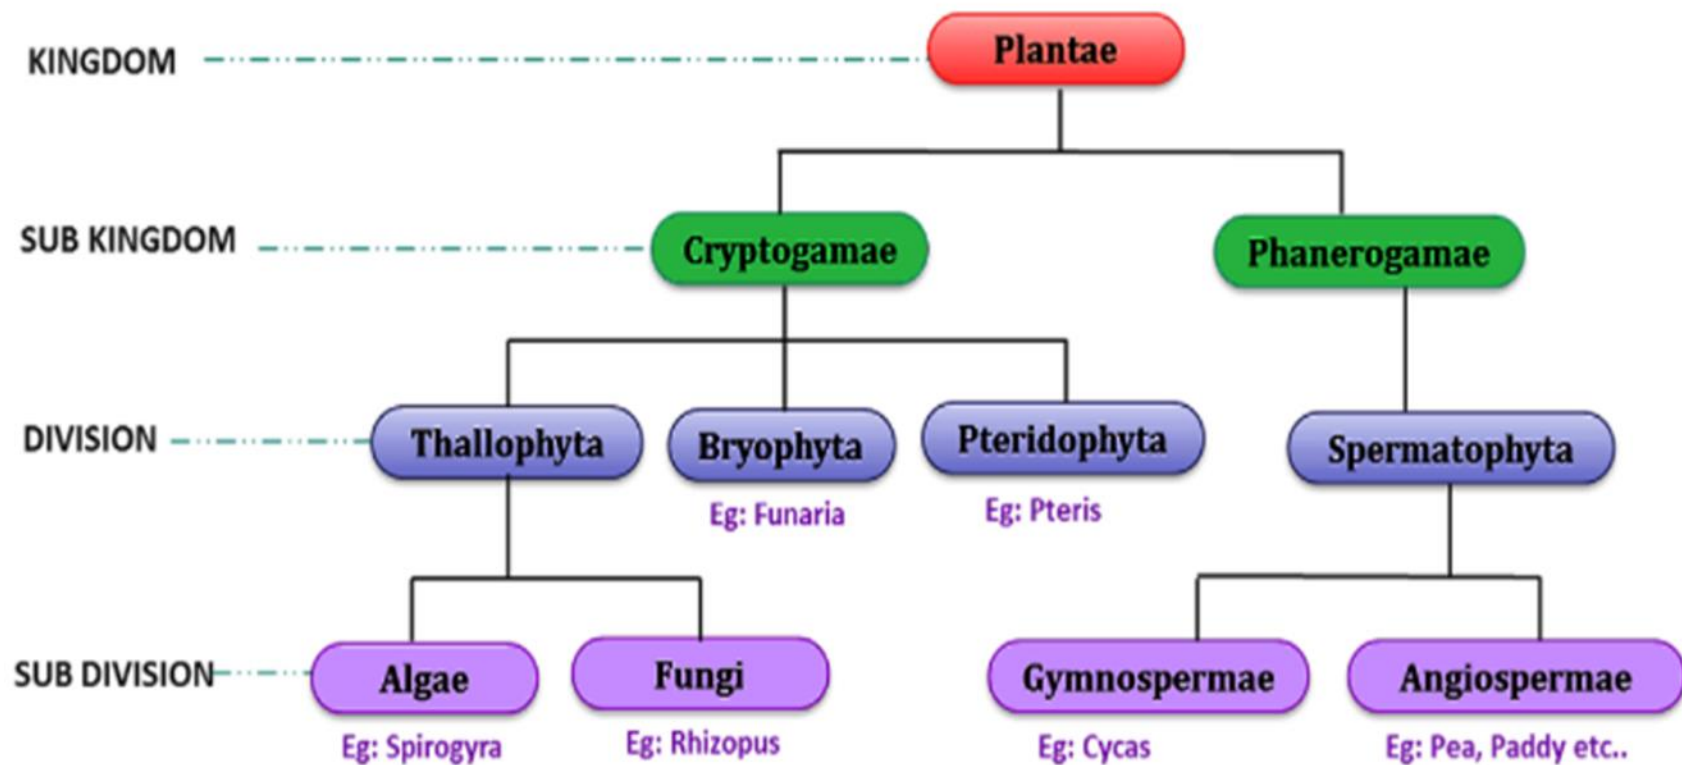 KINGDOM
Plantae
SUB KINGDOM
Cryptogamae
Phanerogamae
DIVISION
Thallophyta
Bryophyta
Pteridophyta
Spermatophyta
Eg: Funaria
Eg: Pteris
SUB DIVISION
Algae
Fungi
Gymnospermae
Angiospermae
Eg: Spirogyra
Eg: Rhizopus
Eg: Cycas
Eg: Pea, Paddy etc..